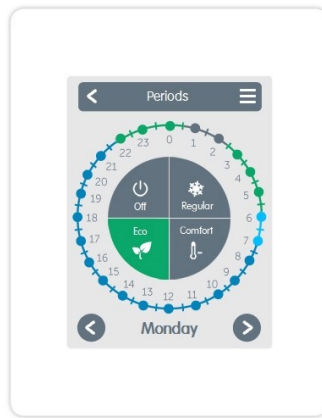 Periods
23 0 1
22 2
21 3
20 4
19 5
18 6
17 7
16 8
15 9
14 10
13 12 11
Off
Regular
Eco
Comfort
Monday